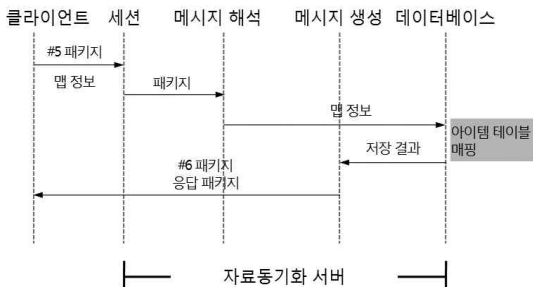 클라이언트 세션 메시지 해석 메시지 생성 데이터베이스
#5 패키지
맵 정보
패키지
맵 정보
아이템 테이블
매핑
저장 결과
#6 패키지
응답 패키지
자료동기화 서버